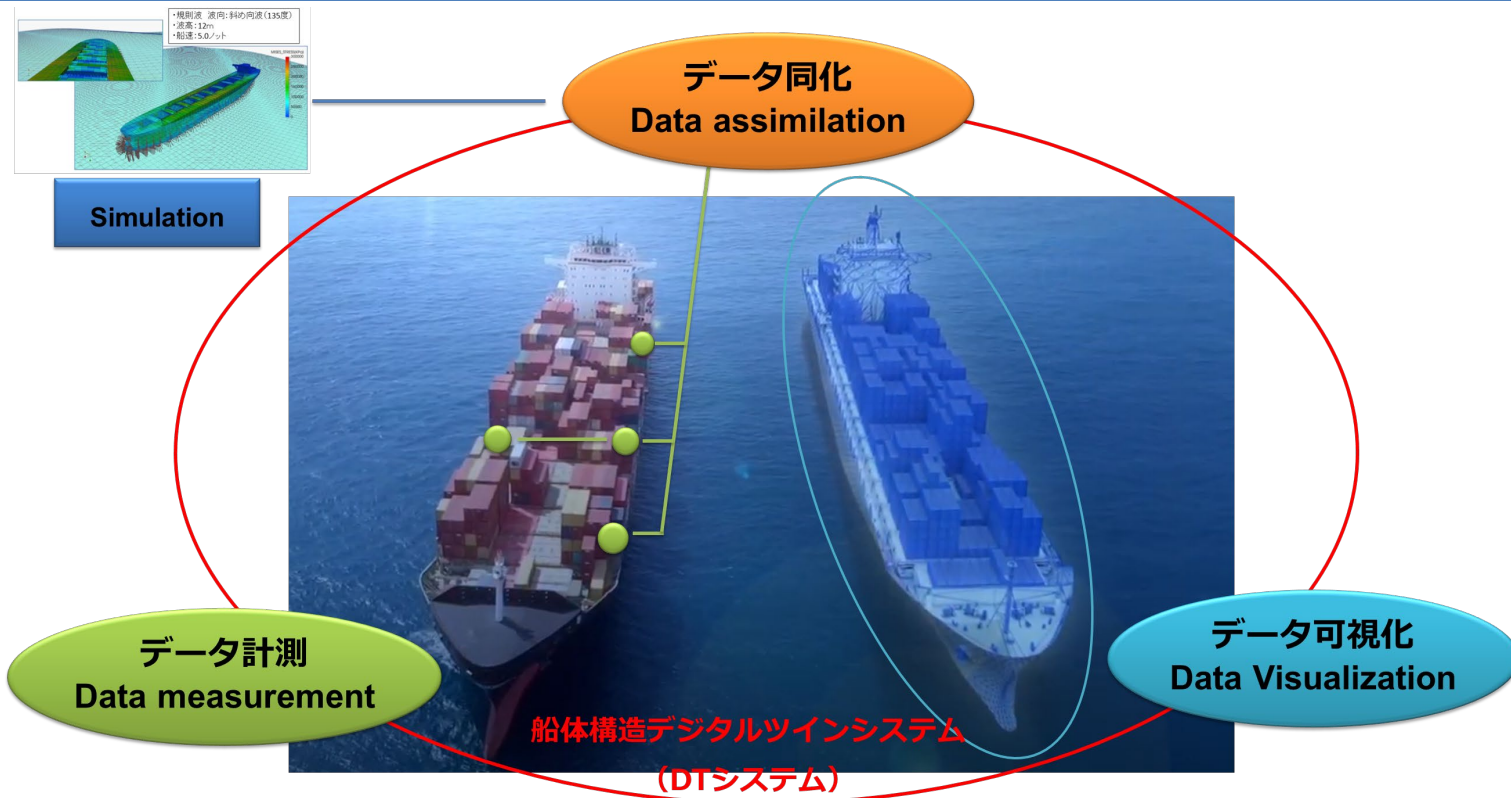 ・規則波 波向:斜め向波(135度)
・波高:12m
・船速:5.0ノット
データ同化
Data assimilation
Simulation
データ計測
Data measurement
データ可視化
Data Visualization
船体構造デジタルツインシステム
（DTシステム）